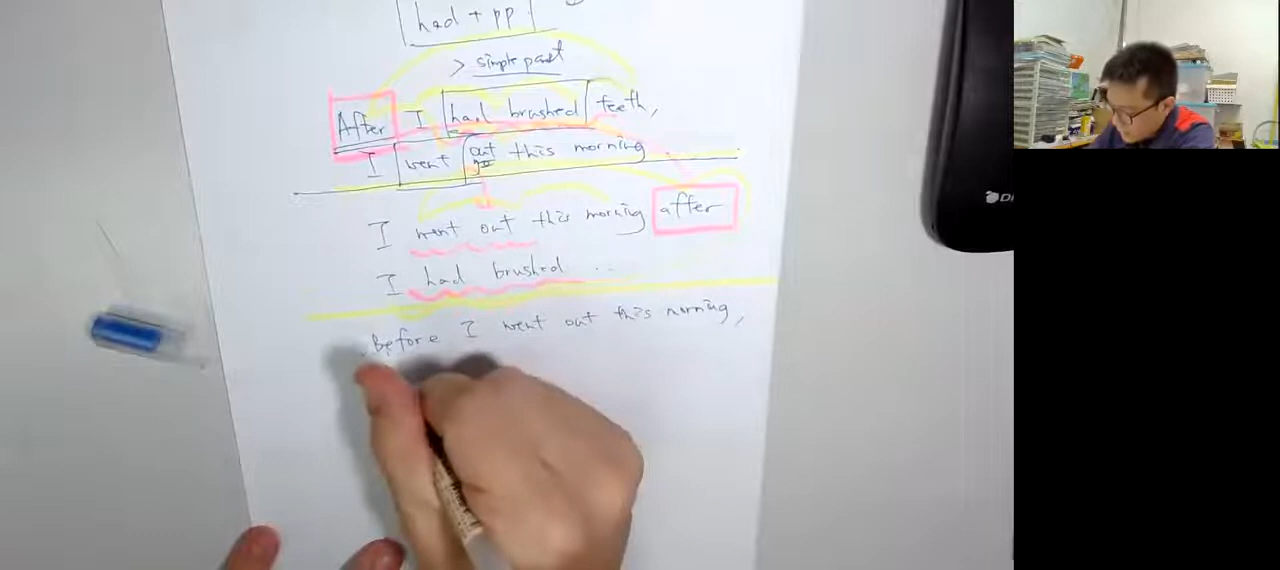 had + pp
> simple past
After I had brushed teeth,
I went out this morning
I went out this morning after
I had brushed ...
Before I went out this morning,